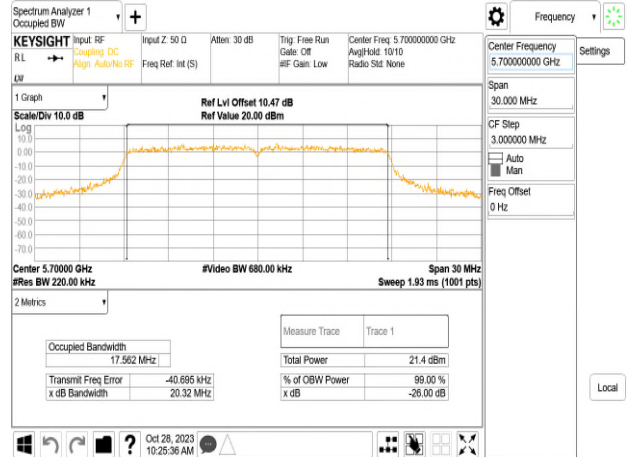 Spectrum Analyzer 1
Occupied BW
KEYSIGHT
Input: RF
Coupling: DC
Align: Auto/No RF
Input Z: 50 Ω
Freq Ref: Int (S)
Atten: 30 dB
Trig: Free Run
Gate: Off
#IF Gain: Low
Center Freq: 5.700000000 GHz
Avg|Hold: 10/10
Radio Std: None
R L
LXI
1 Graph
Scale/Div 10.0 dB
Ref Lvl Offset 10.47 dB
Ref Value 20.00 dBm
Log
10.0
0.00
-10.0
-20.0
-30.0
-40.0
-50.0
-60.0
-70.0
Center 5.70000 GHz
#Res BW 220.00 kHz
#Video BW 680.00 kHz
Span 30 MHz
Sweep 1.93 ms (1001 pts)
2 Metrics
Measure Trace Trace 1
Occupied Bandwidth
17.562 MHz
Total Power 21.4 dBm
Transmit Freq Error -40.695 kHz
% of OBW Power 99.00 %
x dB Bandwidth 20.32 MHz
x dB -26.00 dB
Oct 28, 2023
10:25:36 AM
Frequency
Center Frequency
5.700000000 GHz
Settings
Span
30.000 MHz
CF Step
3.000000 MHz
Auto
Man
Freq Offset
0 Hz
Local